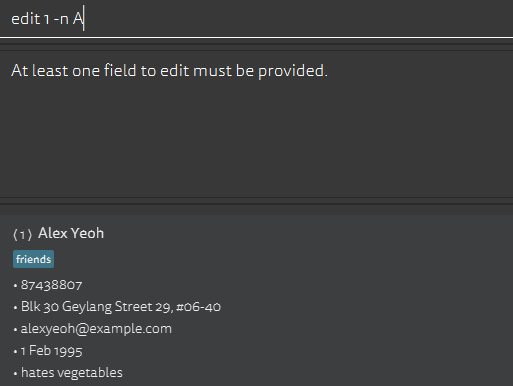 edit 1 -n A
At least one field to edit must be provided.
(1) Alex Yeoh
friends
• 87438807
• Blk 30 Geylang Street 29, #06-40
• alexyeoh@example.com
• 1 Feb 1995
• hates vegetables